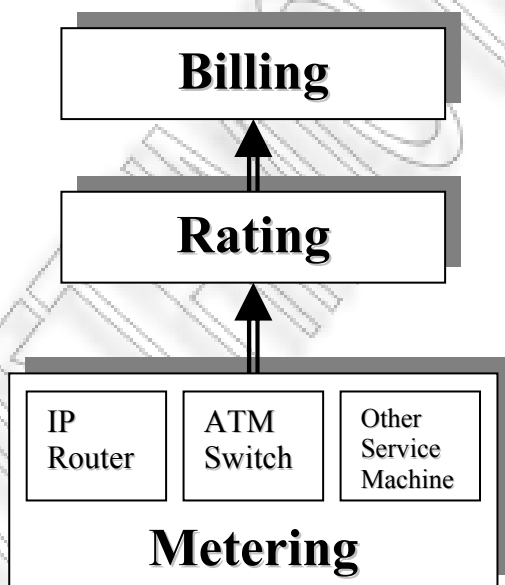 Billing
Rating
IP
Router
ATM
Switch
Other
Service
Machine
Metering